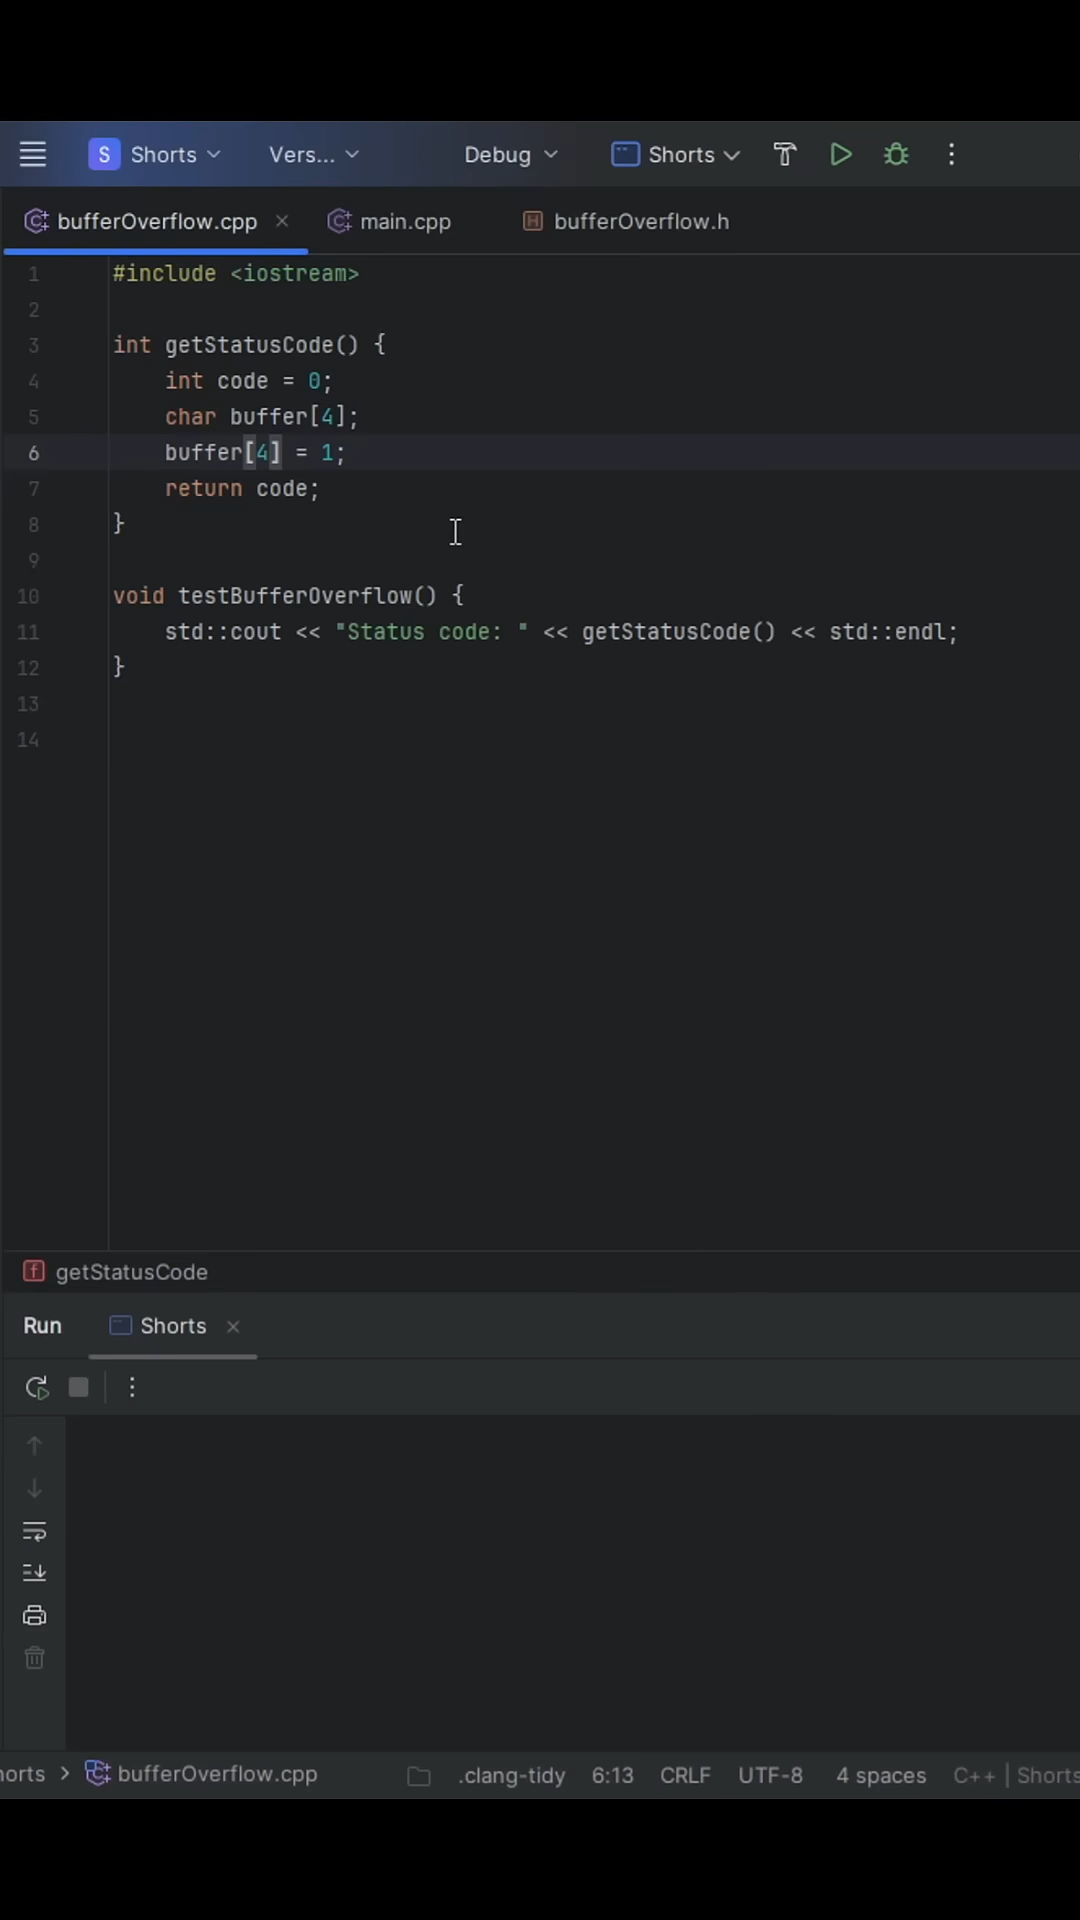 S Shorts Vers... Debug Shorts
bufferOverflow.cpp main.cpp H bufferOverflow.h
1 #include <iostream>
2
3 int getStatusCode() {
4     int code = 0;
5     char buffer[4];
6     buffer[4] = 1;
7     return code;
8 }
9
10 void testBufferOverflow() {
11     std::cout << "Status code: " << getStatusCode() << std::endl;
12 }
13
14
f getStatusCode
Run Shorts
orts > bufferOverflow.cpp .clang-tidy 6:13 CRLF UTF-8 4 spaces C++ | Shorts